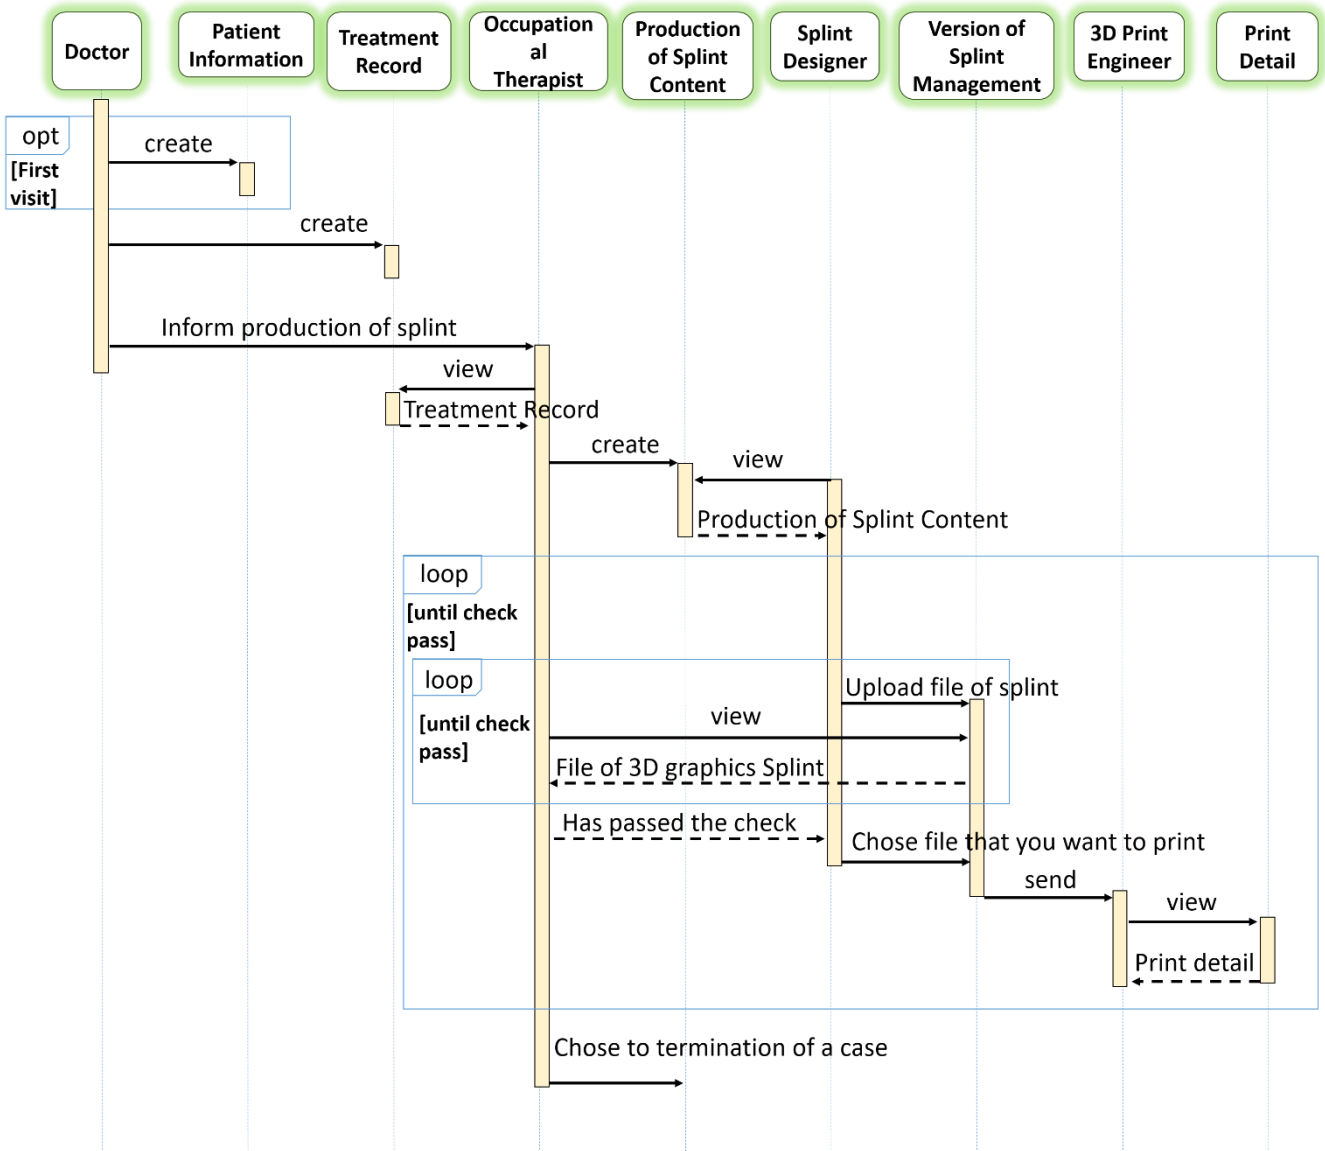 Doctor
Patient
Information
Treatment
Record
Occupation
al
Therapist
Production
of Splint
Content
Splint
Designer
Version of
Splint
Management
3D Print
Engineer
Print
Detail
opt
[First
visit]
create
create
Inform production of splint
view
Treatment Record
create
view
Production of Splint Content
loop
[until check
pass]
loop
[until check
pass]
Upload file of splint
view
File of 3D graphics Splint
Has passed the check
Chose file that you want to print
send
view
Print detail
Chose to termination of a case